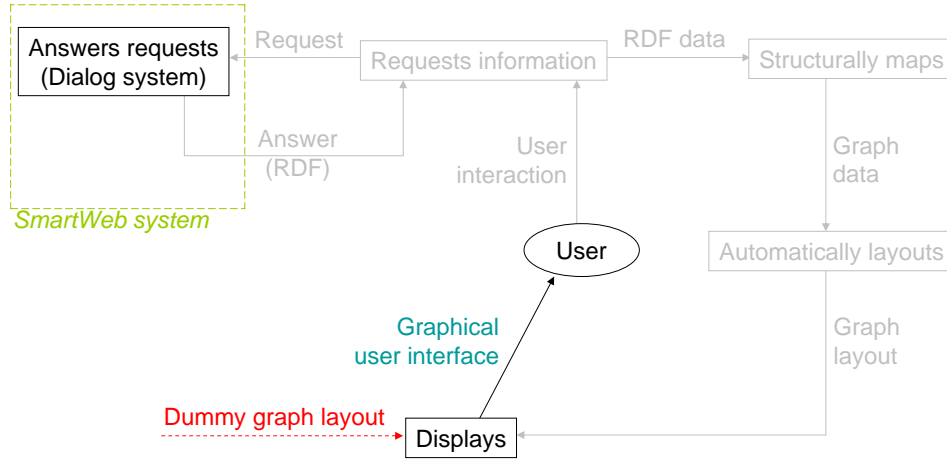 Answers requests
(Dialog system)
Request
Requests information
RDF data
Structurally maps
Answer
(RDF)
User
interaction
Graph
data
SmartWeb system
User
Automatically layouts
Graphical
user interface
Graph
layout
Dummy graph layout
Displays